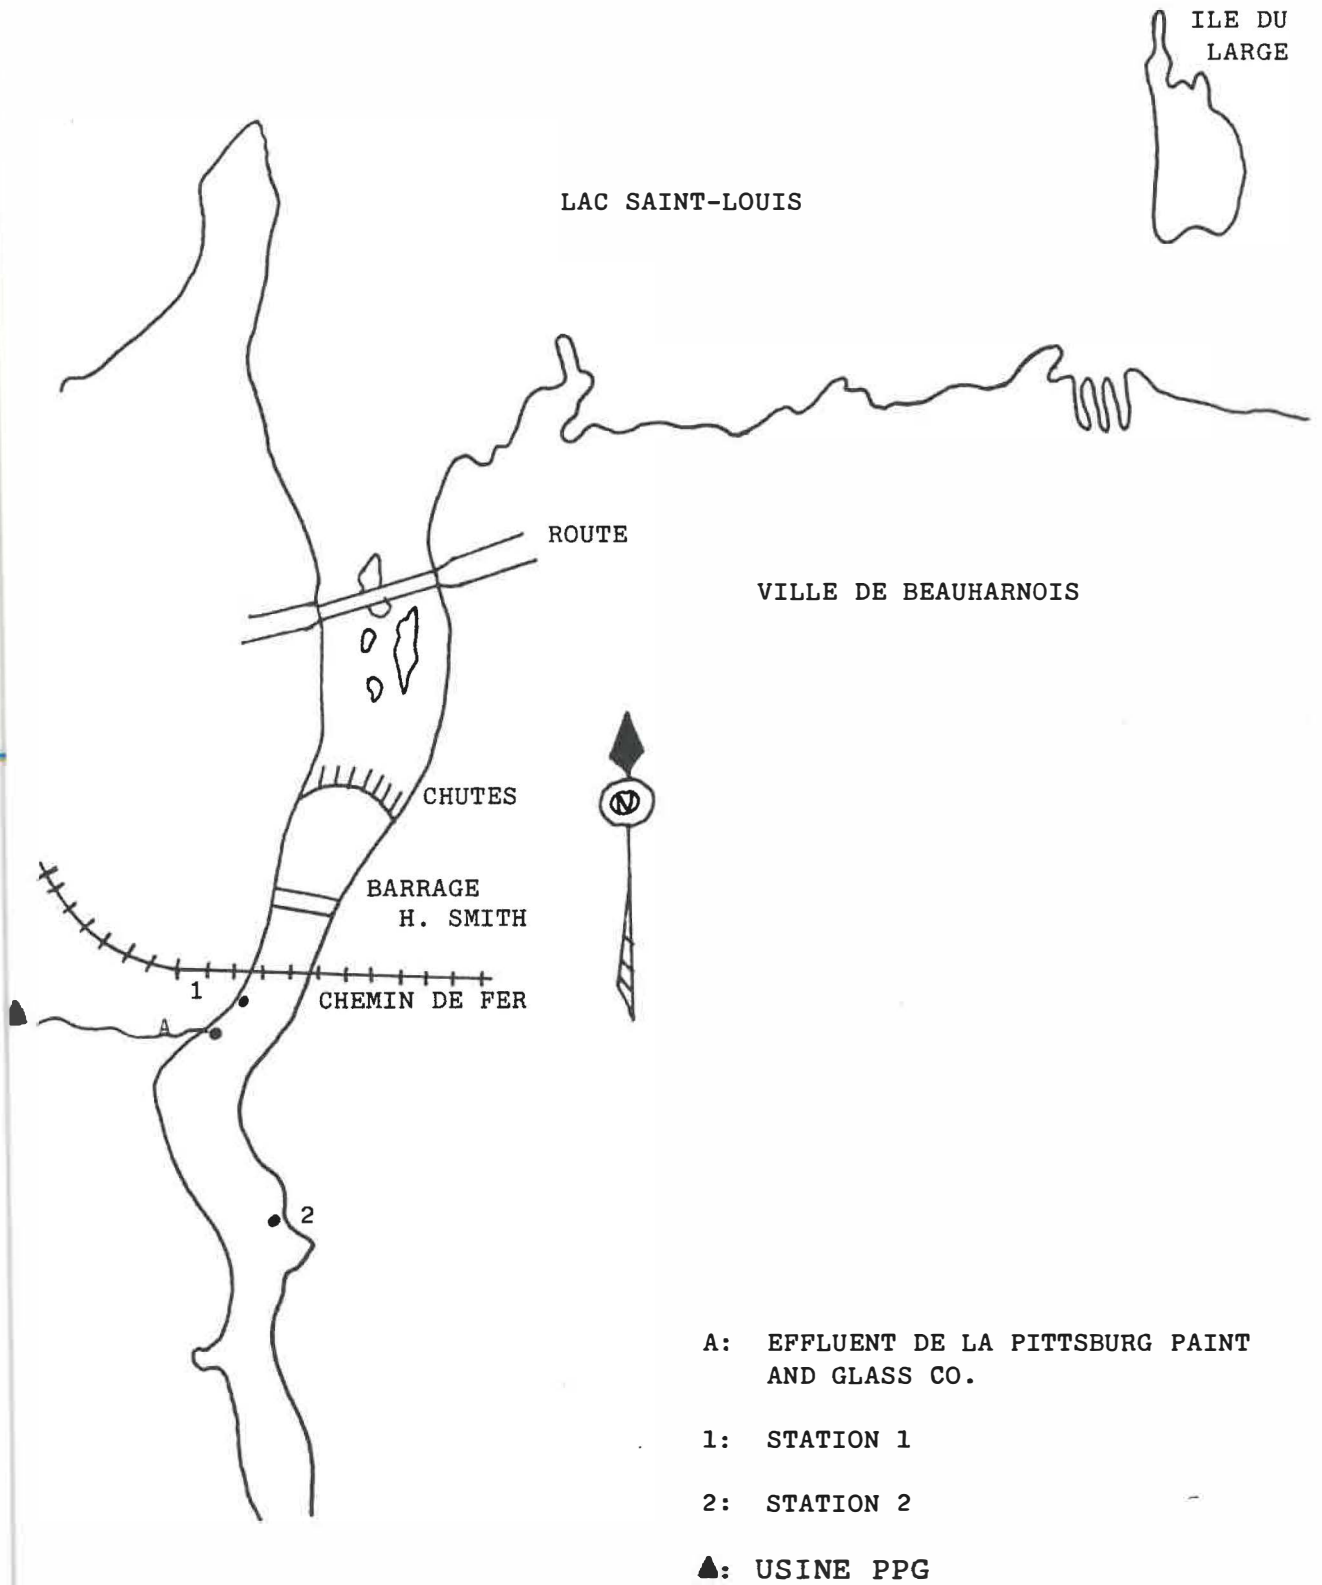 ILE DU
LARGE
LAC SAINT-LOUIS
ROUTE
VILLE DE BEAUHARNOIS
CHUTES
N
BARRAGE
H. SMITH
1
CHEMIN DE FER
A
2
A: EFFLUENT DE LA PITTSBURG PAINT
AND GLASS CO.
1: STATION 1
2: STATION 2
▲: USINE PPG